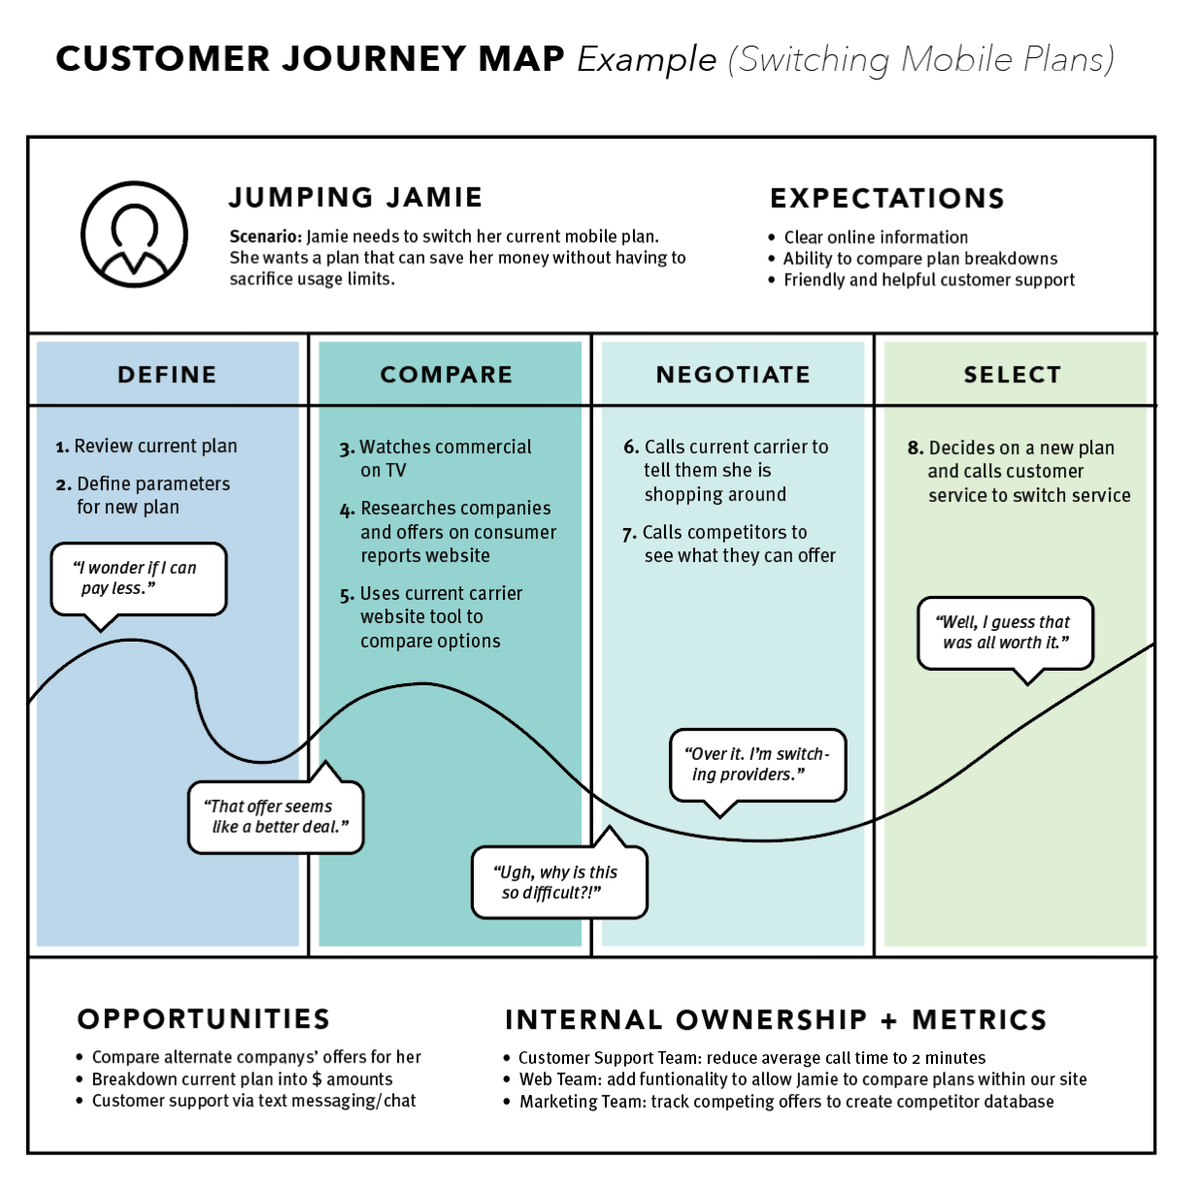 CUSTOMER JOURNEY MAP Example (Switching Mobile Plans)
JUMPING JAMIE
Scenario: Jamie needs to switch her current mobile plan.
She wants a plan that can save her money without having to
sacrifice usage limits.
EXPECTATIONS
• Clear online information
• Ability to compare plan breakdowns
• Friendly and helpful customer support
DEFINE
1. Review current plan
2. Define parameters
for new plan
“I wonder if I can
pay less.”
“That offer seems
like a better deal.”
COMPARE
3. Watches commercial
on TV
4. Researches companies
and offers on consumer
reports website
5. Uses current carrier
website tool to
compare options
“Ugh, why is this
so difficult?!”
NEGOTIATE
6. Calls current carrier to
tell them she is
shopping around
7. Calls competitors to
see what they can offer
“Over it. I’m switch-
ing providers.”
SELECT
8. Decides on a new plan
and calls customer
service to switch service
“Well, I guess that
was all worth it.”
OPPORTUNITIES
• Compare alternate companys’ offers for her
• Breakdown current plan into $ amounts
• Customer support via text messaging/chat
INTERNAL OWNERSHIP + METRICS
• Customer Support Team: reduce average call time to 2 minutes
• Web Team: add funtionality to allow Jamie to compare plans within our site
• Marketing Team: track competing offers to create competitor database